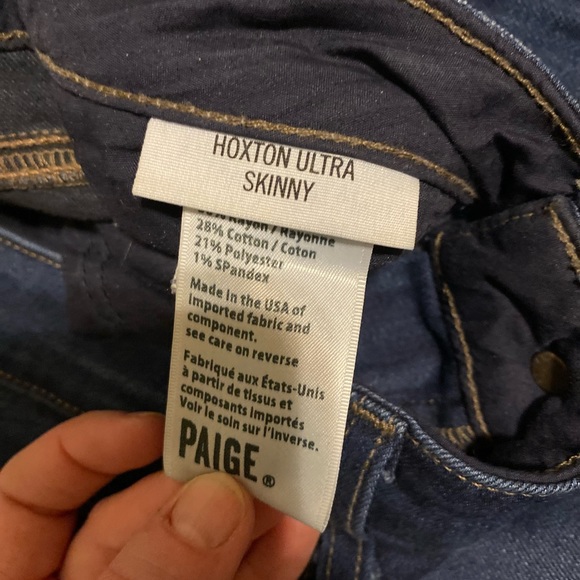 HOXTON ULTRA
SKINNY
Rayon / Rayonne
28% Cotton / Coton
21% Polyester
1% SPandex
Made in the USA of
imported fabric and
component.
see care on reverse
Fabriqué aux États-Unis
à partir de tissus et
composants importés
Voir le soin sur l'inverse.
PAIGE®